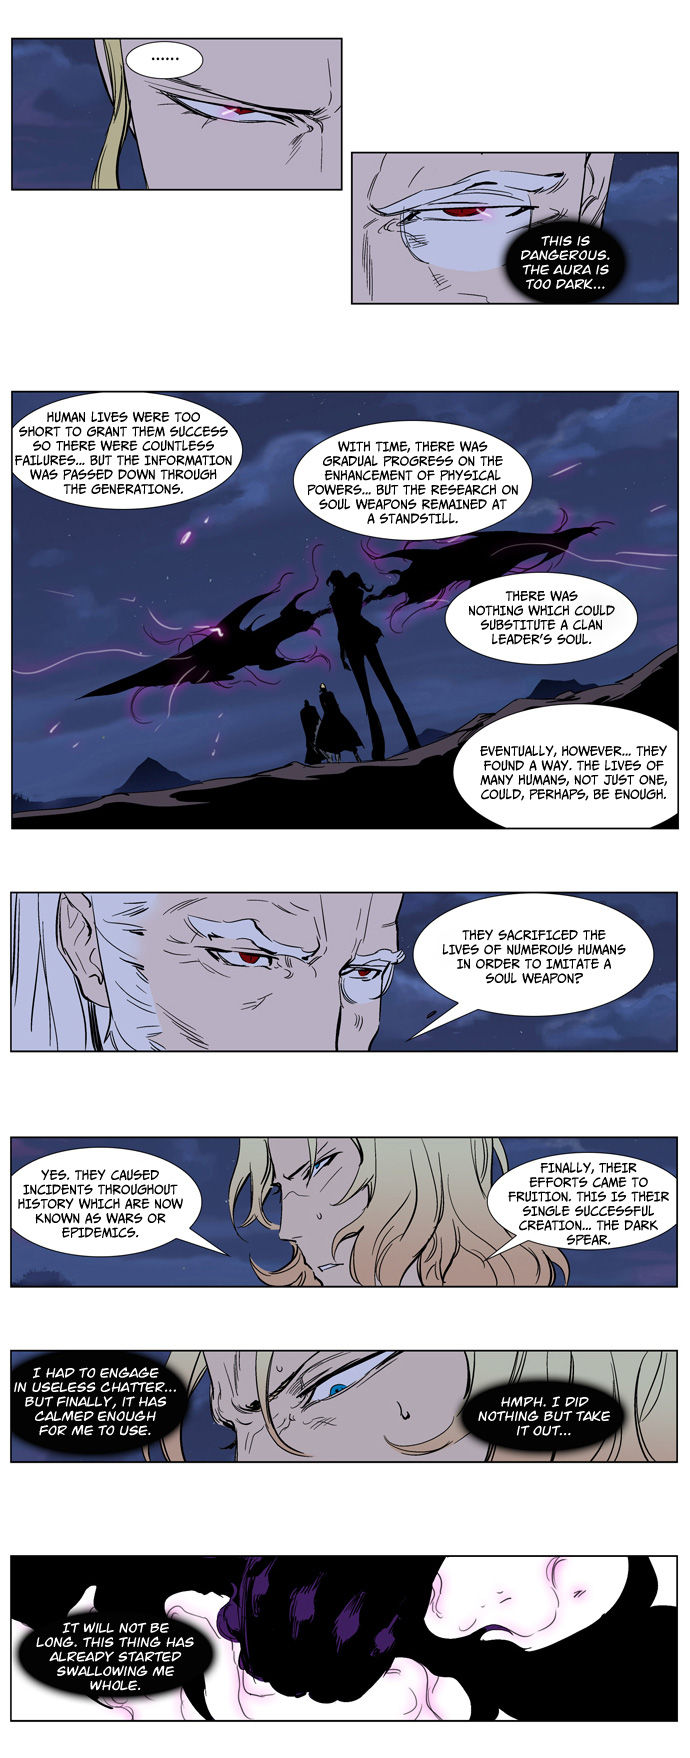 ......
THIS IS
DANGEROUS.
THE AURA IS
TOO DARK...
HUMAN LIVES WERE TOO
SHORT TO GRANT THEM SUCCESS
SO THERE WERE COUNTLESS
FAILURES... BUT THE INFORMATION
WAS PASSED DOWN THROUGH
THE GENERATIONS.
WITH TIME, THERE WAS
GRADUAL PROGRESS ON THE
ENHANCEMENT OF PHYSICAL
POWERS... BUT THE RESEARCH ON
SOUL WEAPONS REMAINED AT
A STANDSTILL.
THERE WAS
NOTHING WHICH COULD
SUBSTITUTE A CLAN
LEADER'S SOUL.
EVENTUALLY, HOWEVER... THEY
FOUND A WAY. THE LIVES OF
MANY HUMANS, NOT JUST ONE,
COULD, PERHAPS, BE ENOUGH.
THEY SACRIFICED THE
LIVES OF NUMEROUS HUMANS
IN ORDER TO IMITATE A
SOUL WEAPON?
YES. THEY CAUSED
INCIDENTS THROUGHOUT
HISTORY WHICH ARE NOW
KNOWN AS WARS OR
EPIDEMICS.
FINALLY, THEIR
EFFORTS CAME TO
FRUITION. THIS IS THEIR
SINGLE SUCCESSFUL
CREATION... THE DARK
SPEAR.
I HAD TO ENGAGE
IN USELESS CHATTER...
BUT FINALLY, IT HAS
CALMED ENOUGH
FOR ME TO USE.
HMPH. I DID
NOTHING BUT TAKE
IT OUT...
IT WILL NOT BE
LONG. THIS THING HAS
ALREADY STARTED
SWALLOWING ME
WHOLE.